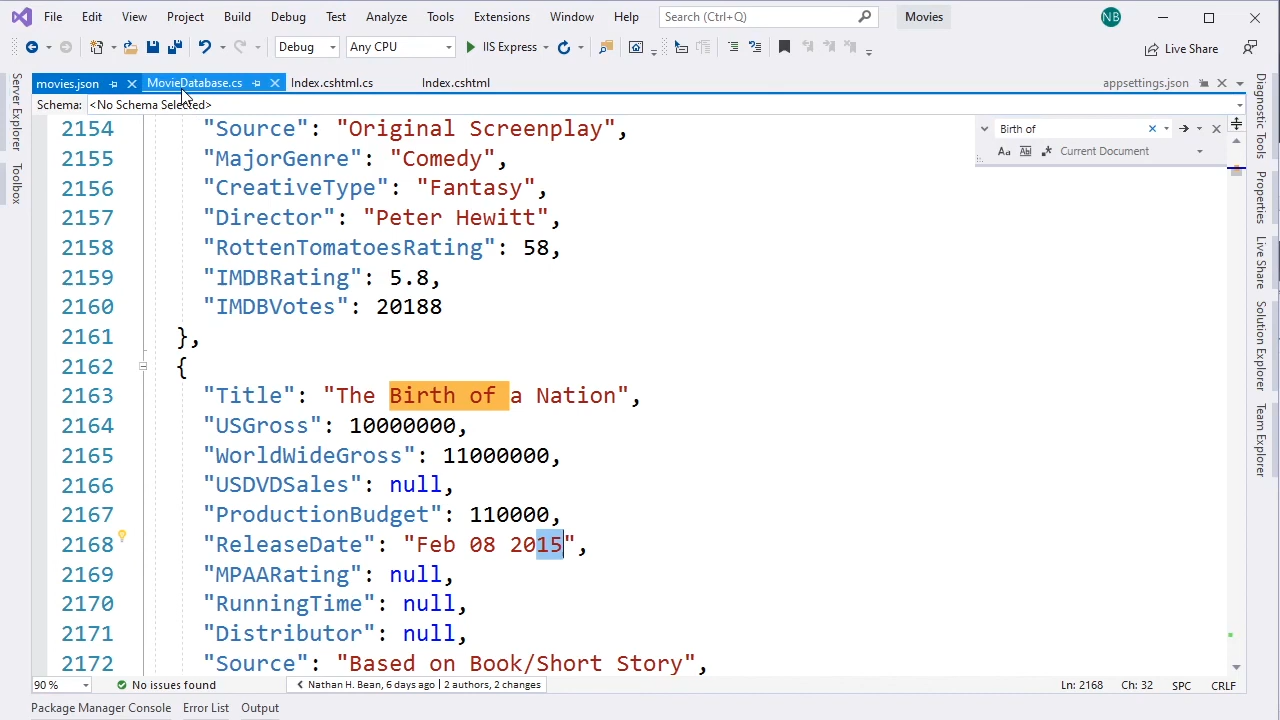 File Edit View Project Build Debug Test Analyze Tools Extensions Window Help Search (Ctrl+Q) Movies NB
Debug Any CPU IIS Express Live Share
movies.json MovieDatabase.cs Index.cshtml.cs Index.cshtml appsettings.json
Schema: <No Schema Selected>
Birth of
Aa Ab Current Document
2154 "Source": "Original Screenplay",
2155 "MajorGenre": "Comedy",
2156 "CreativeType": "Fantasy",
2157 "Director": "Peter Hewitt",
2158 "RottenTomatoesRating": 58,
2159 "IMDBRating": 5.8,
2160 "IMDBVotes": 20188
2161 },
2162 {
2163 "Title": "The Birth of a Nation",
2164 "USGross": 10000000,
2165 "WorldWideGross": 11000000,
2166 "USDVDSales": null,
2167 "ProductionBudget": 110000,
2168 "ReleaseDate": "Feb 08 2015",
2169 "MPAARating": null,
2170 "RunningTime": null,
2171 "Distributor": null,
2172 "Source": "Based on Book/Short Story",
90 % No issues found Nathan H. Bean, 6 days ago | 2 authors, 2 changes Ln: 2168 Ch: 32 SPC CRLF
Package Manager Console Error List Output
Server Explorer
Toolbox
Diagnostic Tools
Properties
Live Share
Solution Explorer
Team Explorer